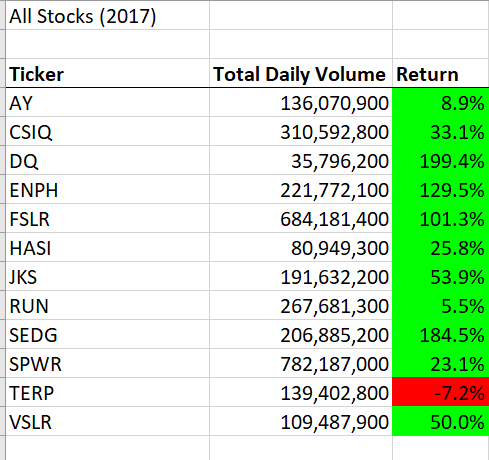 All Stocks (2017)
Ticker Total Daily Volume Return
AY 136,070,900 8.9%
CSIQ 310,592,800 33.1%
DQ 35,796,200 199.4%
ENPH 221,772,100 129.5%
FSLR 684,181,400 101.3%
HASI 80,949,300 25.8%
JKS 191,632,200 53.9%
RUN 267,681,300 5.5%
SEDG 206,885,200 184.5%
SPWR 782,187,000 23.1%
TERP 139,402,800 -7.2%
VSLR 109,487,900 50.0%